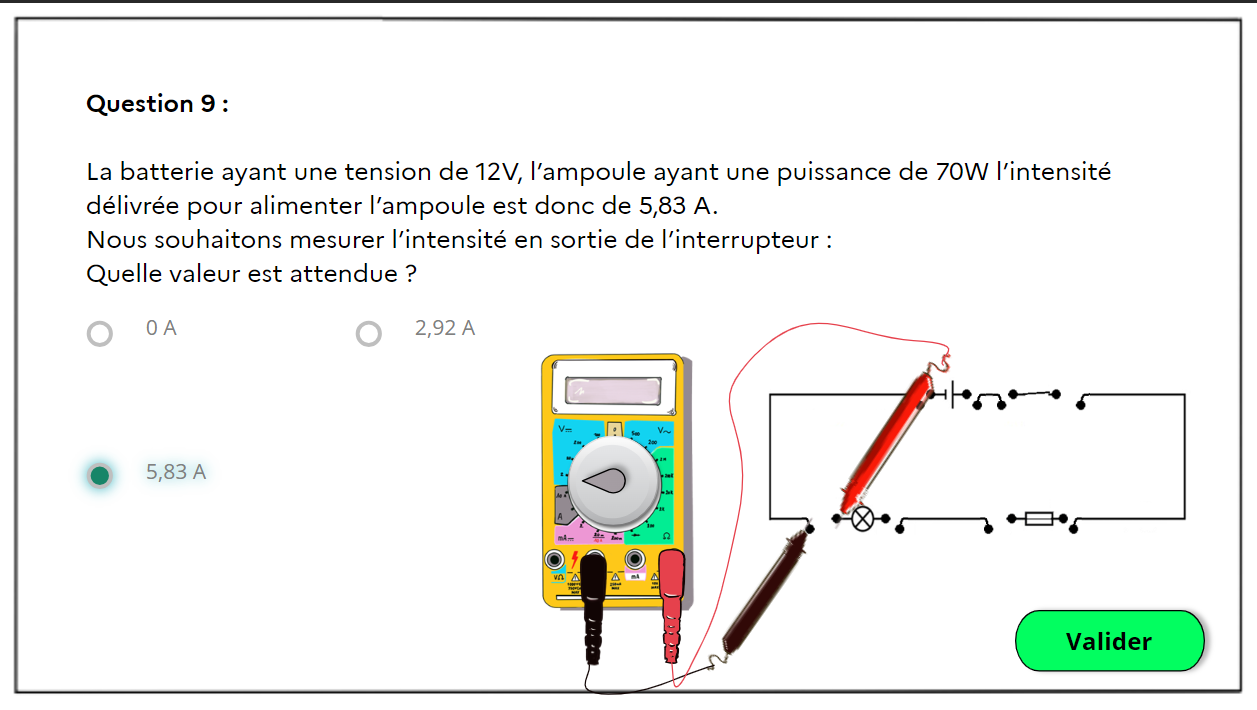 Question 9 :
La batterie ayant une tension de 12V, l’ampoule ayant une puissance de 70W l’intensité
délivrée pour alimenter l’ampoule est donc de 5,83 A.
Nous souhaitons mesurer l’intensité en sortie de l’interrupteur :
Quelle valeur est attendue ?
0 A
2,92 A
5,83 A
V
V
A
mA
Ω
VΩ
mA
Valider